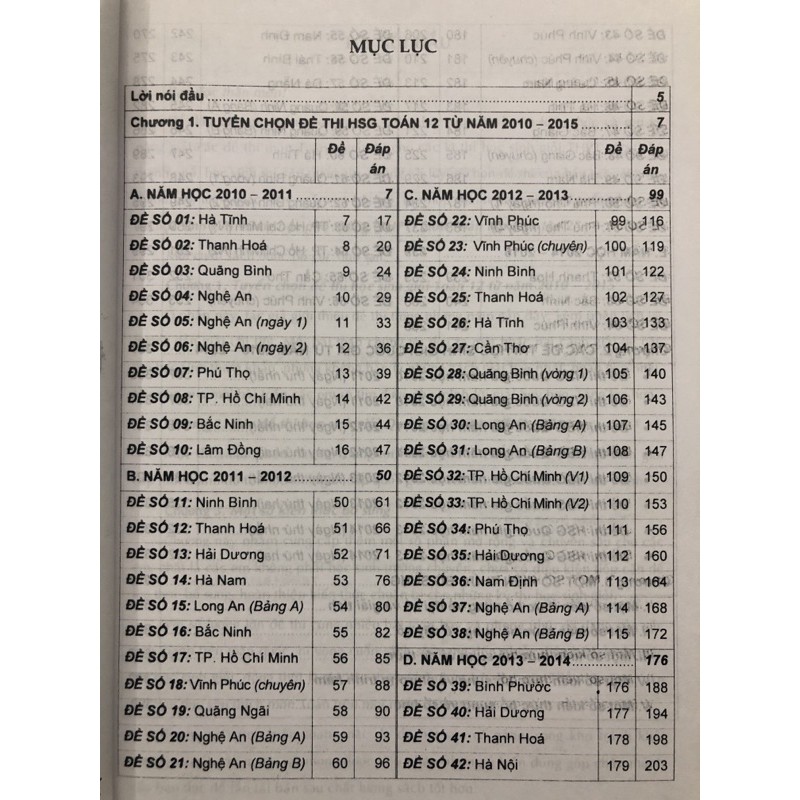 MỤC LỤC
Lời nói đầu ........ 5
Chương 1. TUYỂN CHỌN ĐỀ THI HSG TOÁN 12 TỪ NĂM 2010 – 2015 ........ 7
Đề Đáp án
A. NĂM HỌC 2010 – 2011 ........ 7
ĐỀ SỐ 01: Hà Tĩnh 7 17
ĐỀ SỐ 02: Thanh Hoá 8 20
ĐỀ SỐ 03: Quãng Bình 9 24
ĐỀ SỐ 04: Nghệ An 10 29
ĐỀ SỐ 05: Nghệ An (ngày 1) 11 33
ĐỀ SỐ 06: Nghệ An (ngày 2) 12 36
ĐỀ SỐ 07: Phú Thọ 13 39
ĐỀ SỐ 08: TP. Hồ Chí Minh 14 42
ĐỀ SỐ 09: Bắc Ninh 15 44
ĐỀ SỐ 10: Lâm Đồng 16 47
B. NĂM HỌC 2011 – 2012 ........ 50
ĐỀ SỐ 11: Ninh Bình 50 61
ĐỀ SỐ 12: Thanh Hoá 51 66
ĐỀ SỐ 13: Hải Dương 52 71
ĐỀ SỐ 14: Hà Nam 53 76
ĐỀ SỐ 15: Long An (Bảng A) 54 80
ĐỀ SỐ 16: Bắc Ninh 55 82
ĐỀ SỐ 17: TP. Hồ Chí Minh 56 85
ĐỀ SỐ 18: Vĩnh Phúc (chuyên) 57 88
ĐỀ SỐ 19: Quãng Ngãi 58 90
ĐỀ SỐ 20: Nghệ An (Bảng A) 59 93
ĐỀ SỐ 21: Nghệ An (Bảng B) 60 96
Đề Đáp án
C. NĂM HỌC 2012 – 2013 ........ 99
ĐỀ SỐ 22: Vĩnh Phúc 99 116
ĐỀ SỐ 23: Vĩnh Phúc (chuyên) 100 119
ĐỀ SỐ 24: Ninh Bình 101 122
ĐỀ SỐ 25: Thanh Hoá 102 127
ĐỀ SỐ 26: Hà Tĩnh 103 133
ĐỀ SỐ 27: Cần Thơ 104 137
ĐỀ SỐ 28: Quãng Bình (vòng 1) 105 140
ĐỀ SỐ 29: Quãng Bình (vòng 2) 106 143
ĐỀ SỐ 30: Long An (Bảng A) 107 145
ĐỀ SỐ 31: Long An (Bảng B) 108 147
ĐỀ SỐ 32: TP. Hồ Chí Minh (V1) 109 150
ĐỀ SỐ 33: TP. Hồ Chí Minh (V2) 110 153
ĐỀ SỐ 34: Phú Thọ 111 156
ĐỀ SỐ 35: Hải Dương 112 160
ĐỀ SỐ 36: Nam Định 113 164
ĐỀ SỐ 37: Nghệ An (Bảng A) 114 168
ĐỀ SỐ 38: Nghệ An (Bảng B) 115 172
D. NĂM HỌC 2013 – 2014 ........ 176
ĐỀ SỐ 39: Bình Phước 176 188
ĐỀ SỐ 40: Hải Dương 177 194
ĐỀ SỐ 41: Thanh Hoá 178 198
ĐỀ SỐ 42: Hà Nội 179 203